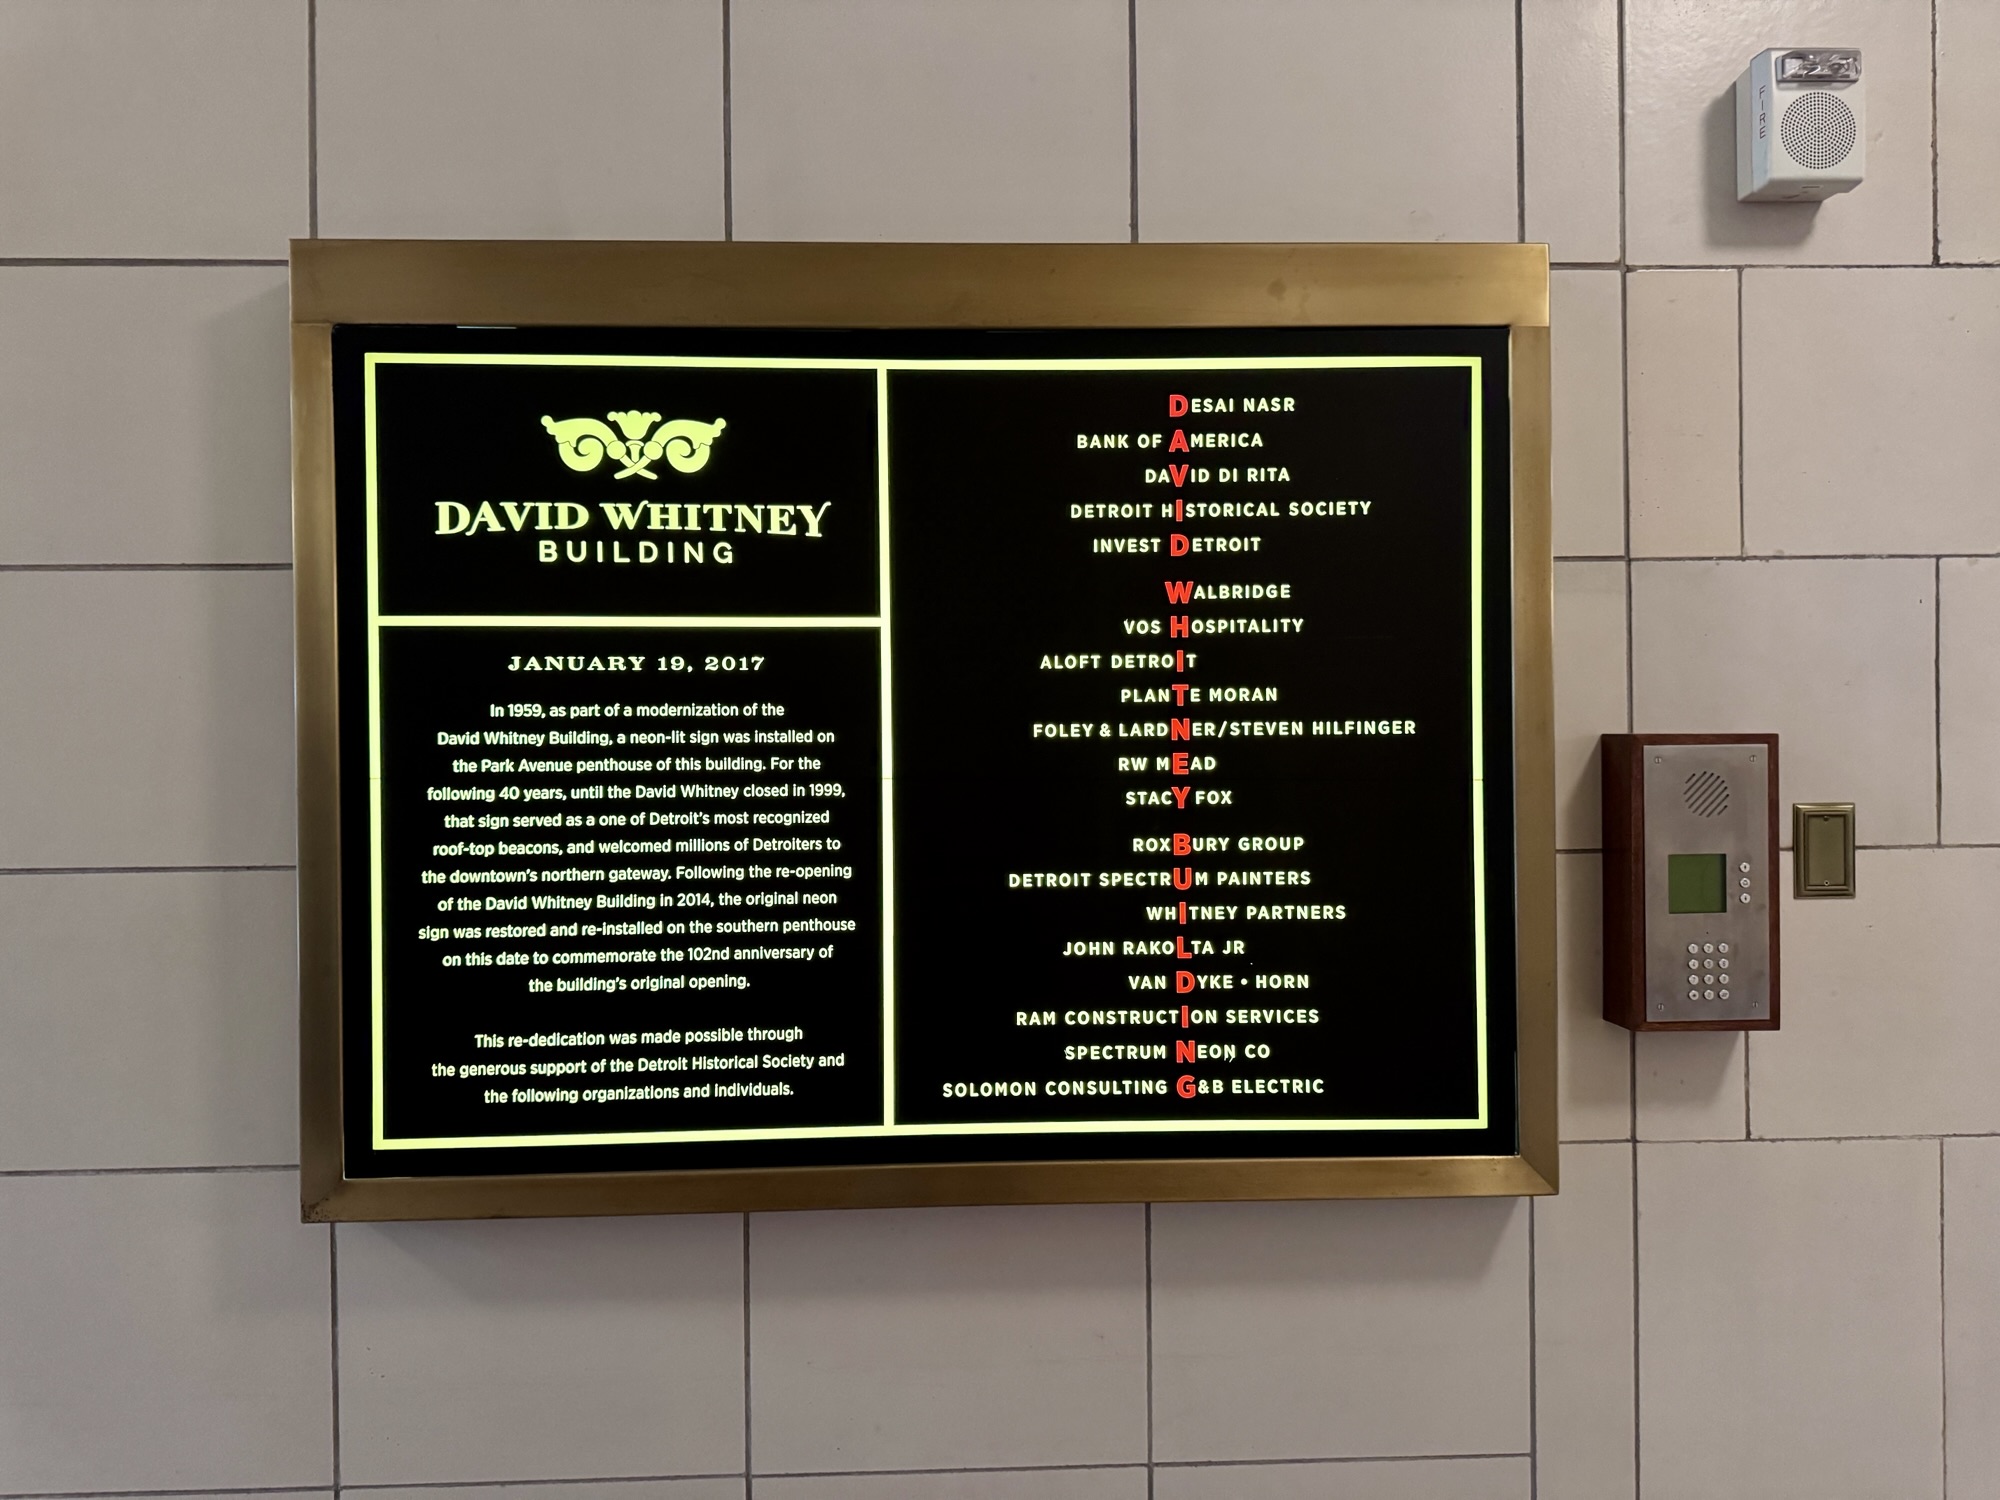 DAVID WHITNEY
BUILDING
JANUARY 19, 2017
In 1959, as part of a modernization of the
David Whitney Building, a neon-lit sign was installed on
the Park Avenue penthouse of this building. For the
following 40 years, until the David Whitney closed in 1999,
that sign served as a one of Detroit's most recognized
roof-top beacons, and welcomed millions of Detroiters to
the downtown's northern gateway. Following the re-opening
of the David Whitney Building in 2014, the original neon
sign was restored and re-installed on the southern penthouse
on this date to commemorate the 102nd anniversary of
the building's original opening.
This re-dedication was made possible through
the generous support of the Detroit Historical Society and
the following organizations and individuals.
DESAI NASR
BANK OF AMERICA
DAVID DI RITA
DETROIT HISTORICAL SOCIETY
INVEST DETROIT
WALBRIDGE
VOS HOSPITALITY
ALOFT DETROIT
PLANTE MORAN
FOLEY & LARDNER/STEVEN HILFINGER
RW MEAD
STACY FOX
ROXBURY GROUP
DETROIT SPECTRUM PAINTERS
WHITNEY PARTNERS
JOHN RAKOLTA JR
VAN DYKE • HORN
RAM CONSTRUCTION SERVICES
SPECTRUM NEON CO
SOLOMON CONSULTING G&B ELECTRIC
FIRE